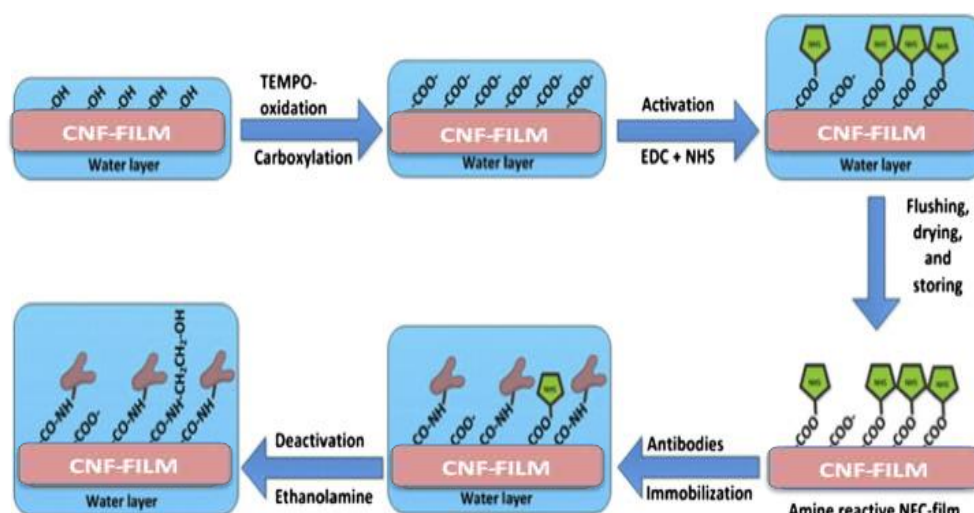 -OH
-OH
-OH
-OH
-OH
CNF-FILM
Water layer
TEMPO-
oxidation
Carboxylation
-COO-
-COO-
-COO-
-COO-
-COO-
-COO-
CNF-FILM
Water layer
Activation
EDC + NHS
NHS
NHS
NHS
NHS
-COO
-COO-
-COO
-COO
-COO
CNF-FILM
Water layer
Flushing,
drying,
and
storing
NHS
NHS
NHS
NHS
-COO
-COO-
-COO
-COO
-COO
CNF-FILM
Amine reactive NFC-film
Antibodies
Immobilization
NHS
-CO-NH
-COO-
-CO-NH
-COO
-CO-NH
CNF-FILM
Water layer
Deactivation
Ethanolamine
-CO-NH
-COO-
-CO-NH
-CO-NH-CH₂CH₂-OH
-CO-NH
CNF-FILM
Water layer